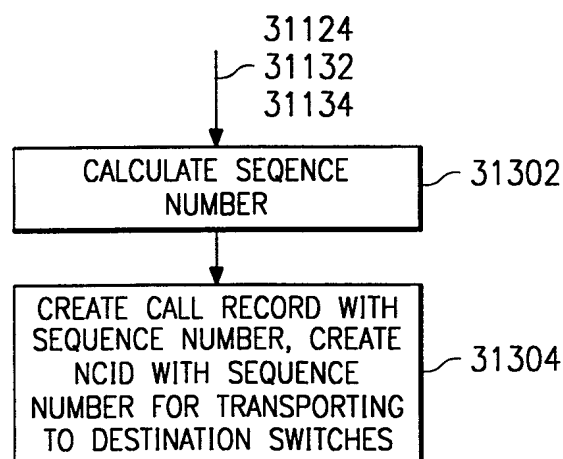 31124
31132
31134
CALCULATE SEQENCE
NUMBER
31302
CREATE CALL RECORD WITH
SEQUENCE NUMBER, CREATE
NCID WITH SEQUENCE
NUMBER FOR TRANSPORTING
TO DESTINATION SWITCHES
31304